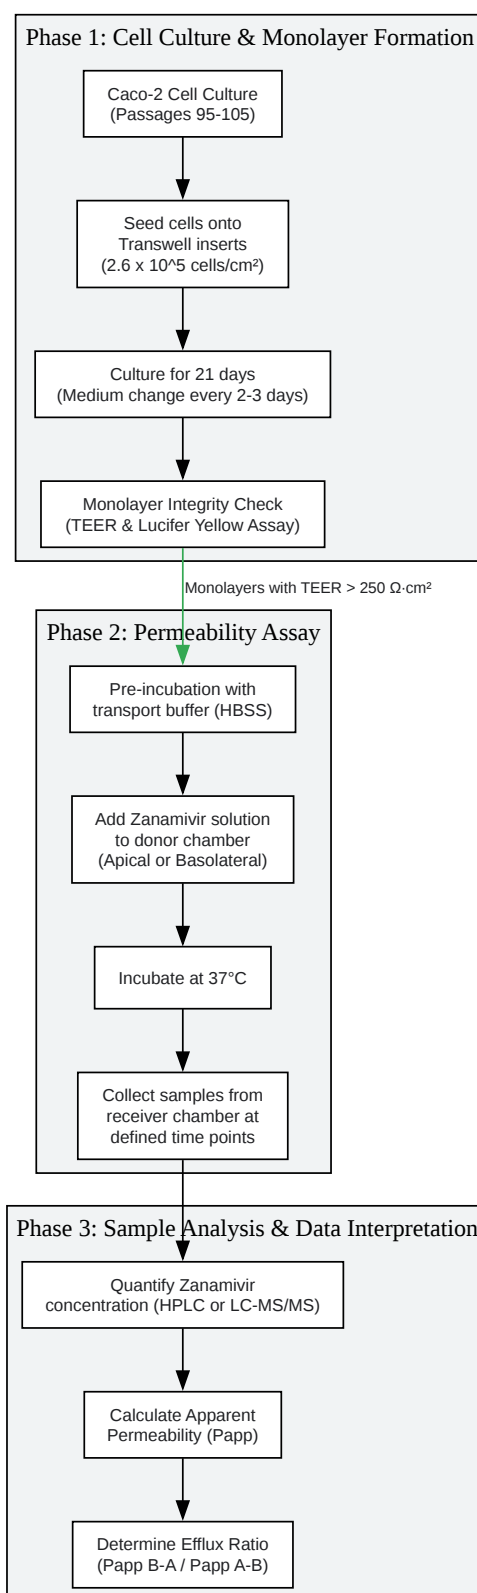 Phase 1: Cell Culture & Monolayer Formation
Caco-2 Cell Culture
(Passages 95-105)
Seed cells onto
Transwell inserts
(2.6 x 10^5 cells/cm²)
Culture for 21 days
(Medium change every 2-3 days)
Monolayer Integrity Check
(TEER & Lucifer Yellow Assay)
Monolayers with TEER > 250 Ω·cm²
Phase 2: Permeability Assay
Pre-incubation with
transport buffer (HBSS)
Add Zanamivir solution
to donor chamber
(Apical or Basolateral)
Incubate at 37°C
Collect samples from
receiver chamber at
defined time points
Phase 3: Sample Analysis & Data Interpretation
Quantify Zanamivir
concentration (HPLC or LC-MS/MS)
Calculate Apparent
Permeability (Papp)
Determine Efflux Ratio
(Papp B-A / Papp A-B)